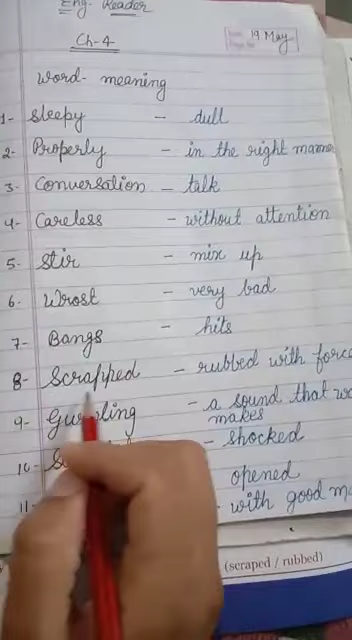 Eng- Reader
19 May
Ch-4
word- meaning
1- Sleepy - dull
2- Properly - in the right manne
3- Conversation - talk
4- Careless - without attention
5- Stir - mix up
6- Wrost - very bad
7- Bangs - hits
8- Scrapped - rubbed with force
9- - a sound that wa
makes
10- - shocked
opened
11- - with good m
(scraped / rubbed)